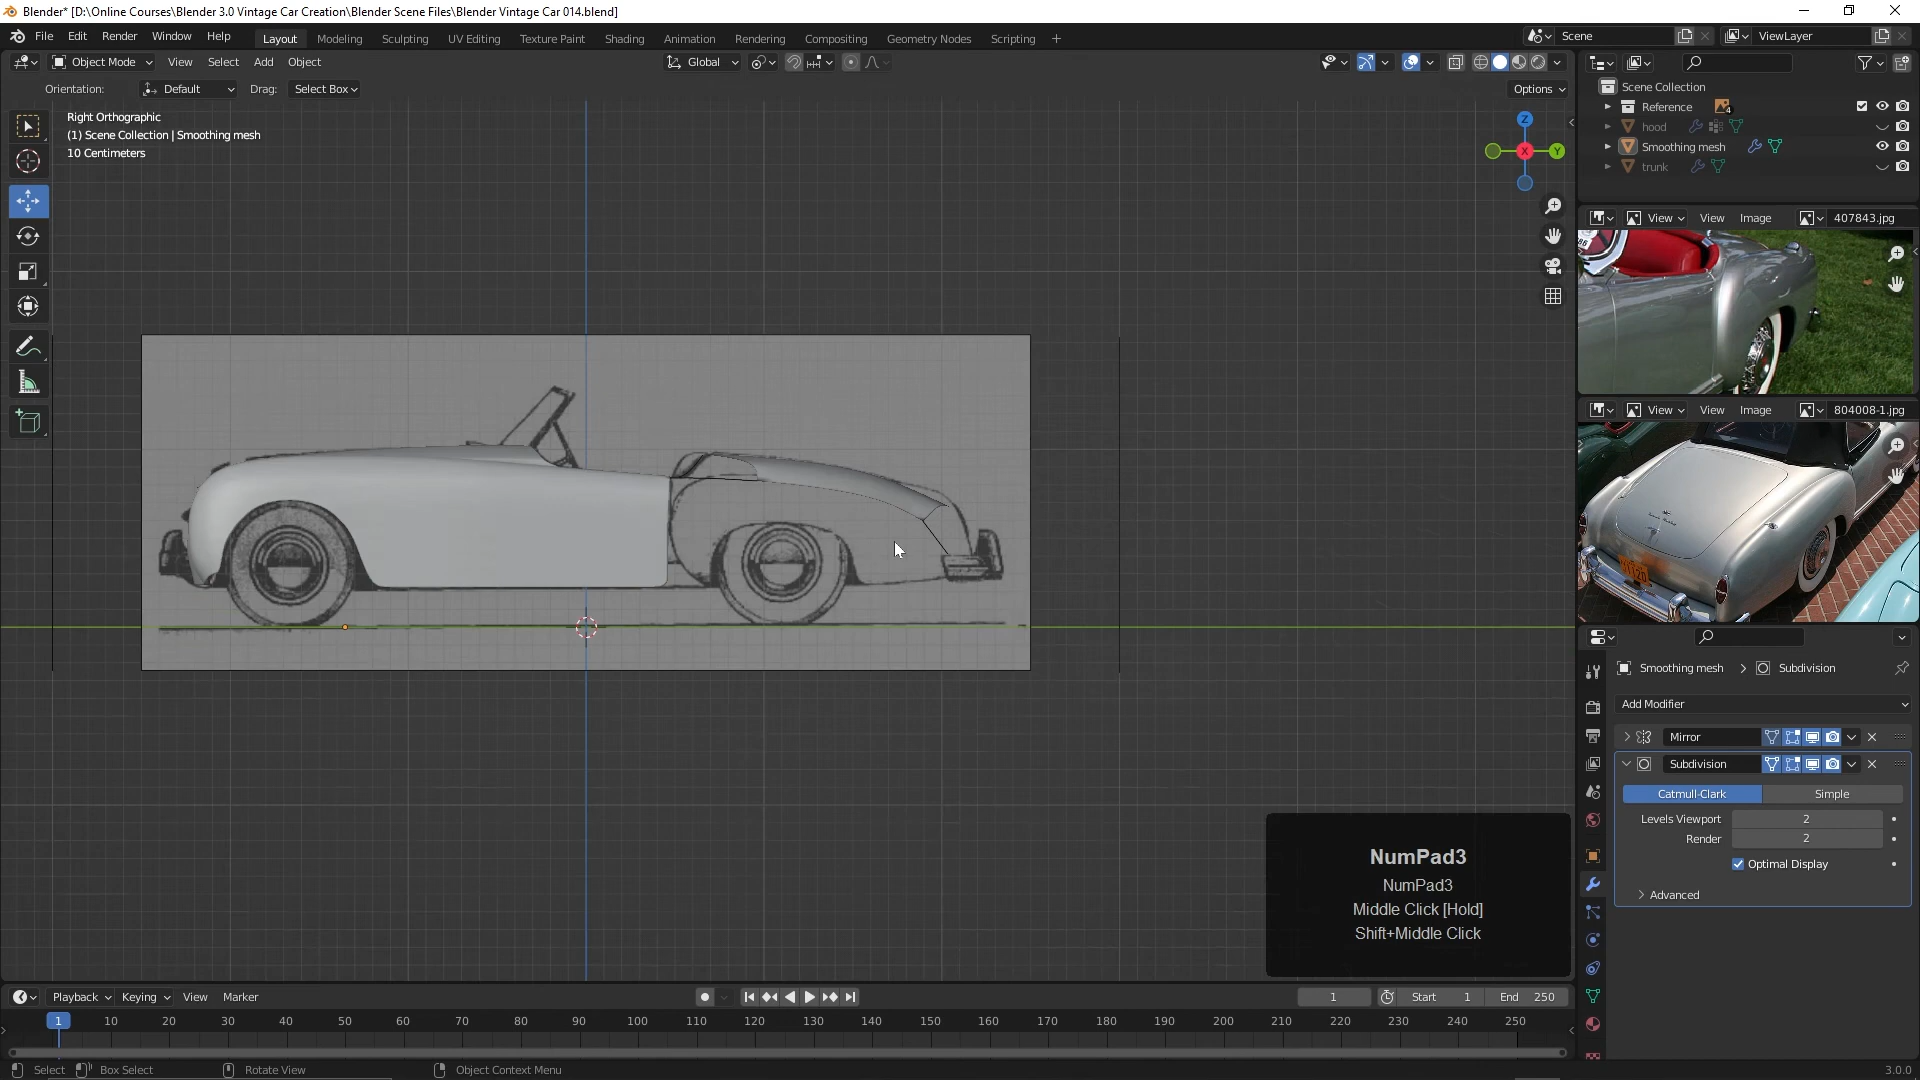 Blender* [D:\Online Courses\Blender 3.0 Vintage Car Creation\Blender Scene Files\Blender Vintage Car 014.blend]
File Edit Render Window Help Layout Modeling Sculpting UV Editing Texture Paint Shading Animation Rendering Compositing Geometry Nodes Scripting + Scene ViewLayer
Object Mode View Select Add Object Global
Orientation: Default Drag: Select Box Options
Right Orthographic
(1) Scene Collection | Smoothing mesh
10 Centimeters
Z
X
Y
Scene Collection
Reference 4
hood
Smoothing mesh
trunk
View View Image 407843.jpg
View View Image 804008-1.jpg
Smoothing mesh > Subdivision
Add Modifier
Mirror
Subdivision
Catmull-Clark Simple
Levels Viewport 2
Render 2
Optimal Display
Advanced
NumPad3
NumPad3
Middle Click [Hold]
Shift+Middle Click
Playback Keying View Marker 1 Start 1 End 250
1 10 20 30 40 50 60 70 80 90 100 110 120 130 140 150 160 170 180 190 200 210 220 230 240 250
Select Box Select Rotate View Object Context Menu 3.0.0